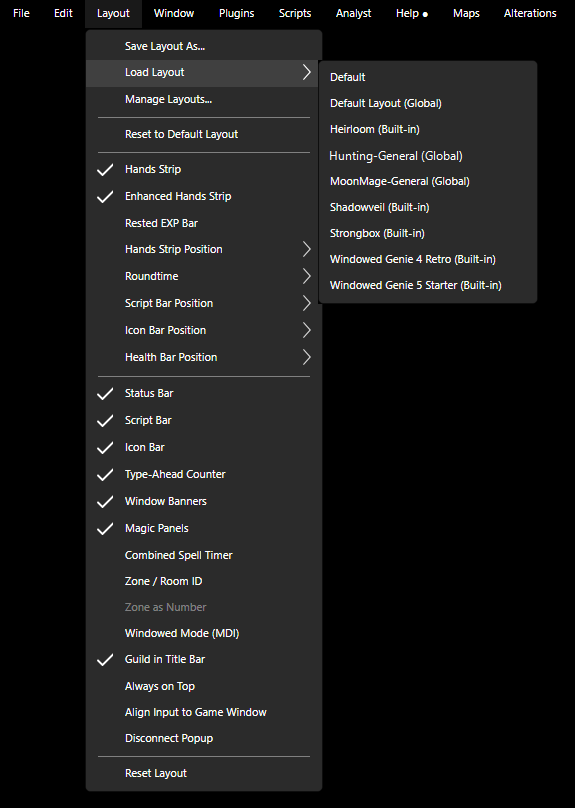 File Edit Layout Window Plugins Scripts Analyst Help Maps Alterations
Save Layout As...
Load Layout
Manage Layouts...
Reset to Default Layout
Hands Strip
Enhanced Hands Strip
Rested EXP Bar
Hands Strip Position
Roundtime
Script Bar Position
Icon Bar Position
Health Bar Position
Status Bar
Script Bar
Icon Bar
Type-Ahead Counter
Window Banners
Magic Panels
Combined Spell Timer
Zone / Room ID
Zone as Number
Windowed Mode (MDI)
Guild in Title Bar
Always on Top
Align Input to Game Window
Disconnect Popup
Reset Layout
Default
Default Layout (Global)
Heirloom (Built-in)
Hunting-General (Global)
MoonMage-General (Global)
Shadowveil (Built-in)
Strongbox (Built-in)
Windowed Genie 4 Retro (Built-in)
Windowed Genie 5 Starter (Built-in)